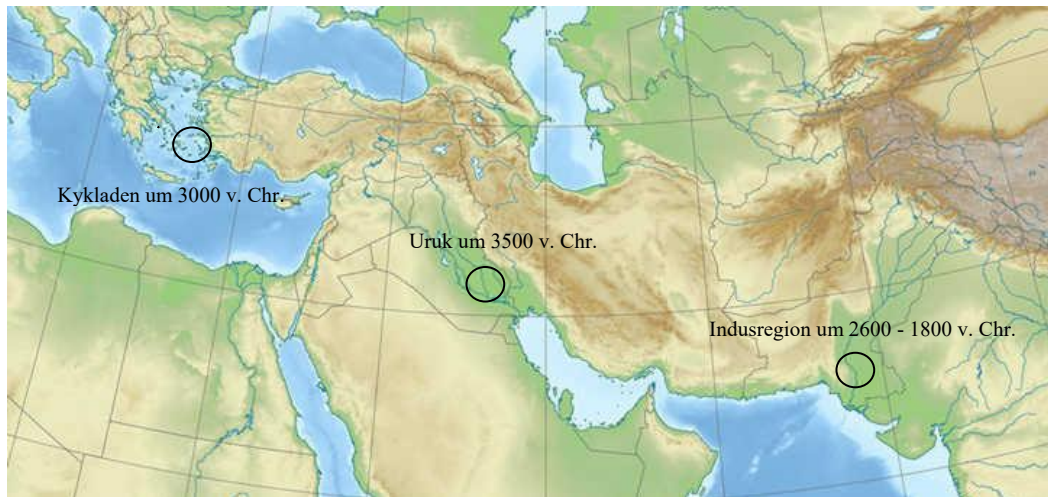 Kykladen um 3000 v. Chr.
Uruk um 3500 v. Chr.
Indusregion um 2600 - 1800 v. Chr.